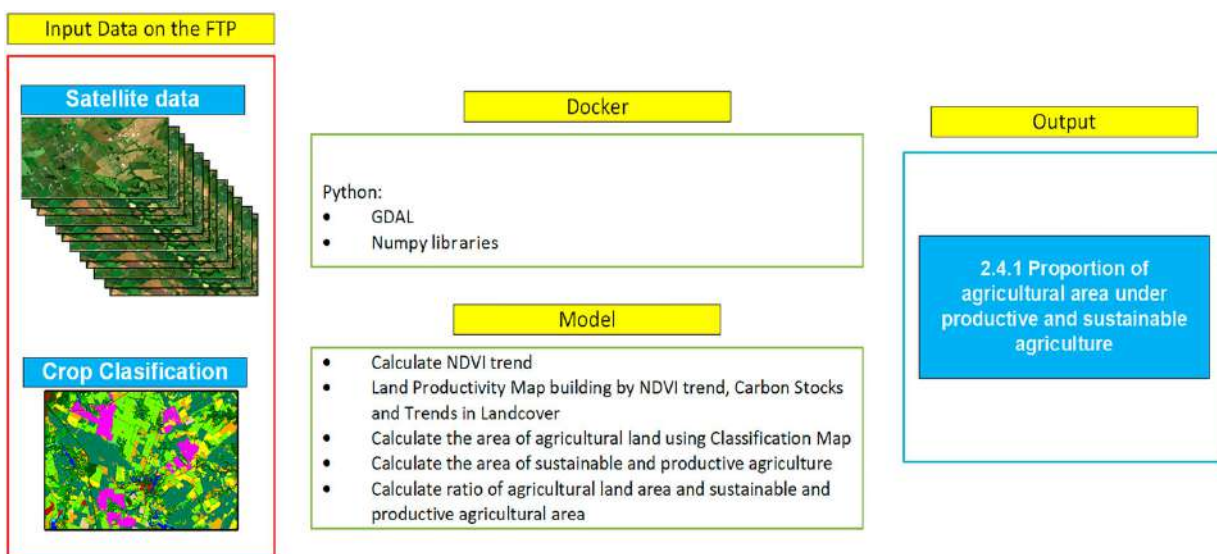 Input Data on the FTP
Satellite data
Crop Classification
Docker
Python:
• GDAL
• Numpy libraries
Model
• Calculate NDVI trend
• Land Productivity Map building by NDVI trend, Carbon Stocks
and Trends in Landcover
• Calculate the area of agricultural land using Classification Map
• Calculate the area of sustainable and productive agriculture
• Calculate ratio of agricultural land area and sustainable and
productive agricultural area
Output
2.4.1 Proportion of
agricultural area under
productive and sustainable
agriculture